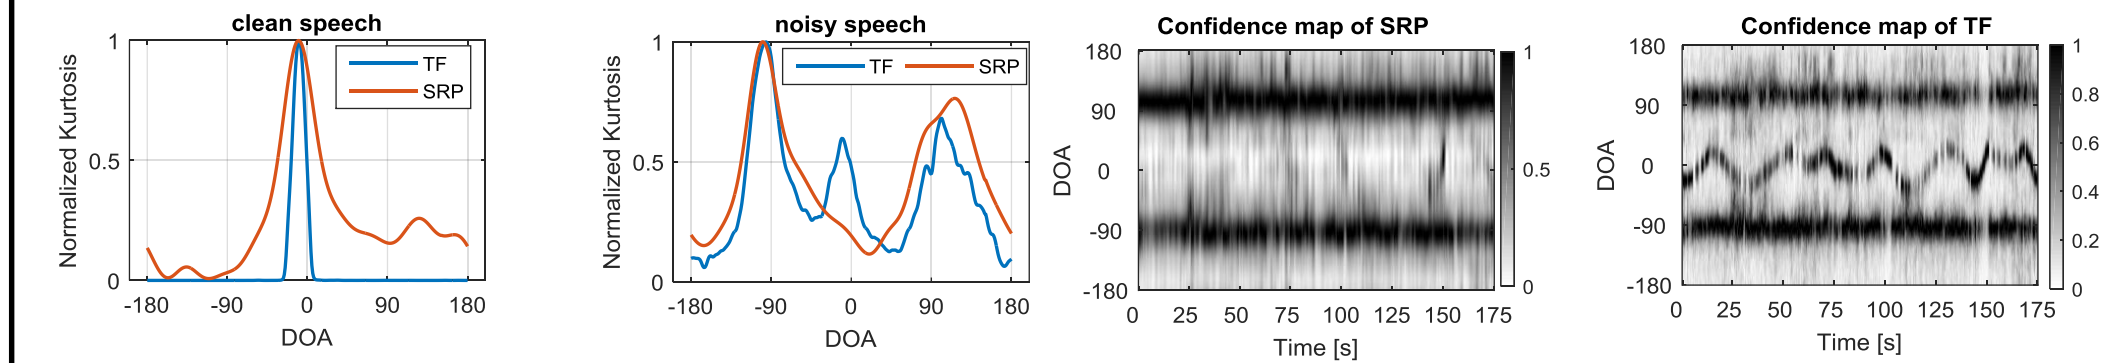 clean speech
1
0.5
0
Normalized Kurtosis
TF
SRP
-180 -90 0 90 180
DOA
noisy speech
1
0.5
0
Normalized Kurtosis
TF SRP
-180 -90 0 90 180
DOA
Confidence map of SRP
180
90
0
-90
-180
DOA
0 25 50 75 100 125 150 175
Time [s]
1
0.5
0
Confidence map of TF
180
90
0
-90
-180
DOA
0 25 50 75 100 125 150 175
Time [s]
1
0.8
0.6
0.4
0.2
0